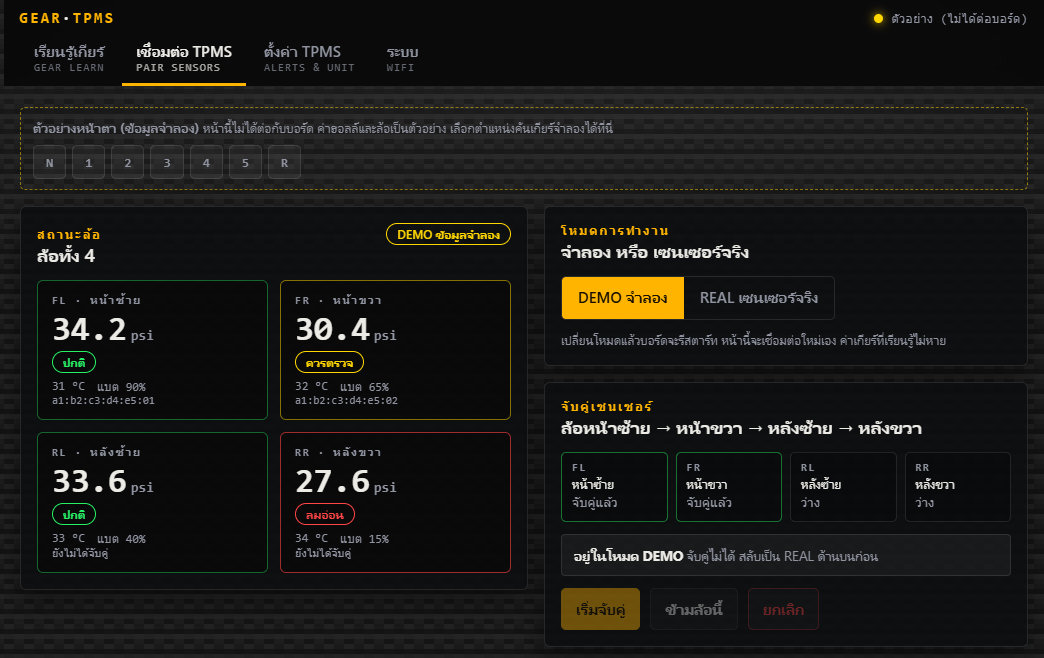 GEAR•TPMS
ตัวอย่าง (ไม่ได้ต่อบอร์ด)
เรียนรู้เกียร์
GEAR LEARN
เชื่อมต่อ TPMS
PAIR SENSORS
ตั้งค่า TPMS
ALERTS & UNIT
ระบบ
WIFI
ตัวอย่างหน้าตา (ข้อมูลจำลอง) หน้านี้ไม่ได้ต่อกับบอร์ด ค่าฮอลล์และล้อเป็นตัวอย่าง เลือกตำแหน่งคันเกียร์จำลองได้ที่นี่
N 1 2 3 4 5 R
สถานะล้อ
ล้อทั้ง 4
DEMO ข้อมูลจำลอง
FL · หน้าซ้าย
34.2 psi
ปกติ
31 °C แบต 90%
a1:b2:c3:d4:e5:01
FR · หน้าขวา
30.4 psi
ควรตรวจ
32 °C แบต 65%
a1:b2:c3:d4:e5:02
RL · หลังซ้าย
33.6 psi
ปกติ
33 °C แบต 40%
ยังไม่ได้จับคู่
RR · หลังขวา
27.6 psi
ลมอ่อน
34 °C แบต 15%
ยังไม่ได้จับคู่
โหมดการทำงาน
จำลอง หรือ เซนเซอร์จริง
DEMO จำลอง
REAL เซนเซอร์จริง
เปลี่ยนโหมดแล้วบอร์ดจะรีสตาร์ท หน้านี้จะเชื่อมต่อใหม่เอง ค่าเกียร์ที่เรียนรู้ไม่หาย
จับคู่เซนเซอร์
ล้อหน้าซ้าย → หน้าขวา → หลังซ้าย → หลังขวา
FL
หน้าซ้าย
จับคู่แล้ว
FR
หน้าขวา
จับคู่แล้ว
RL
หลังซ้าย
ว่าง
RR
หลังขวา
ว่าง
อยู่ในโหมด DEMO จับคู่ไม่ได้ สลับเป็น REAL ด้านบนก่อน
เริ่มจับคู่
ข้ามล้อนี้
ยกเลิก